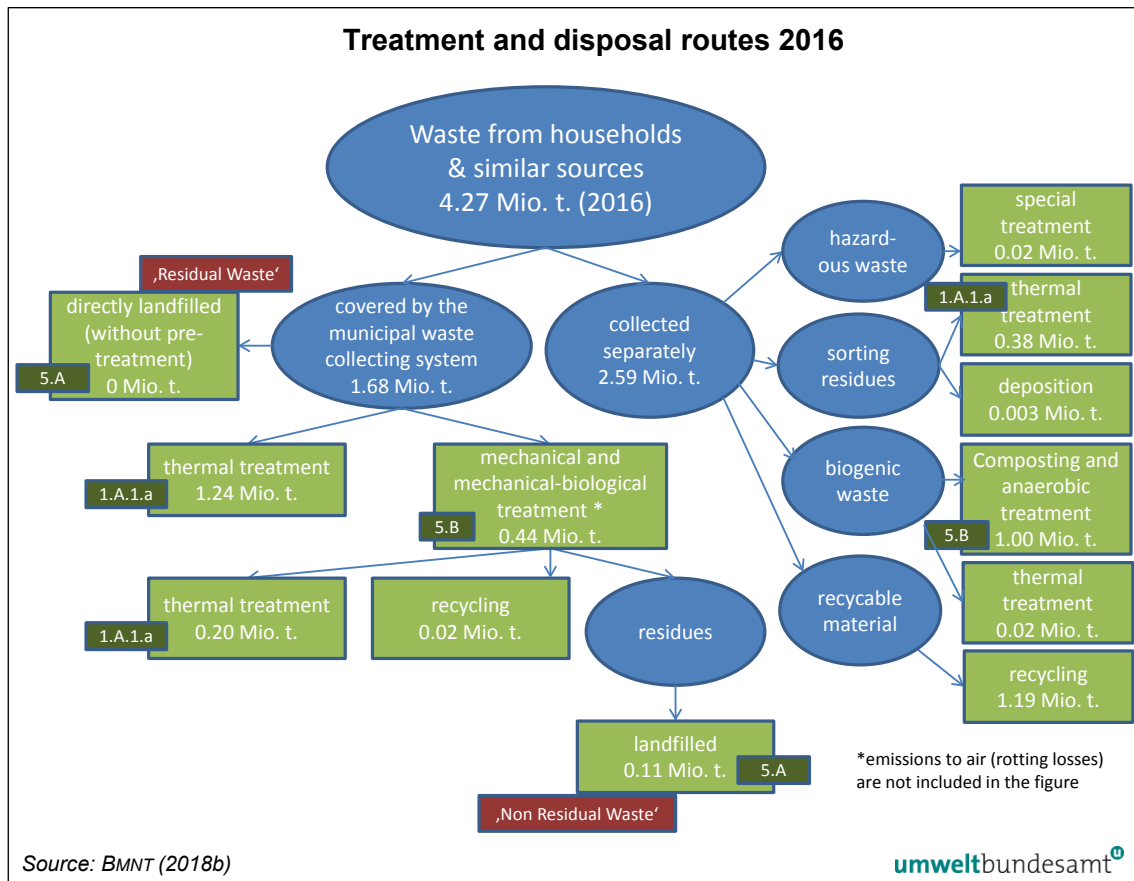 Treatment and disposal routes 2016
Waste from households
& similar sources
4.27 Mio. t. (2016)
‚Residual Waste‘
directly landfilled
(without pre-
treatment)
0 Mio. t.
5.A
covered by the
municipal waste
collecting system
1.68 Mio. t.
collected
separately
2.59 Mio. t.
hazard-
ous waste
special
treatment
0.02 Mio. t.
sorting
residues
1.A.1.a
thermal
treatment
0.38 Mio. t.
deposition
0.003 Mio. t.
thermal treatment
1.24 Mio. t.
1.A.1.a
mechanical and
mechanical-biological
treatment *
0.44 Mio. t.
5.B
biogenic
waste
Composting and
anaerobic
treatment
1.00 Mio. t.
5.B
thermal
treatment
0.02 Mio. t.
thermal treatment
0.20 Mio. t.
1.A.1.a
recycling
0.02 Mio. t.
residues
recycable
material
recycling
1.19 Mio. t.
landfilled
0.11 Mio. t.
5.A
‚Non Residual Waste‘
*emissions to air (rotting losses)
are not included in the figure
Source: BMNT (2018b)
umweltbundesamt u